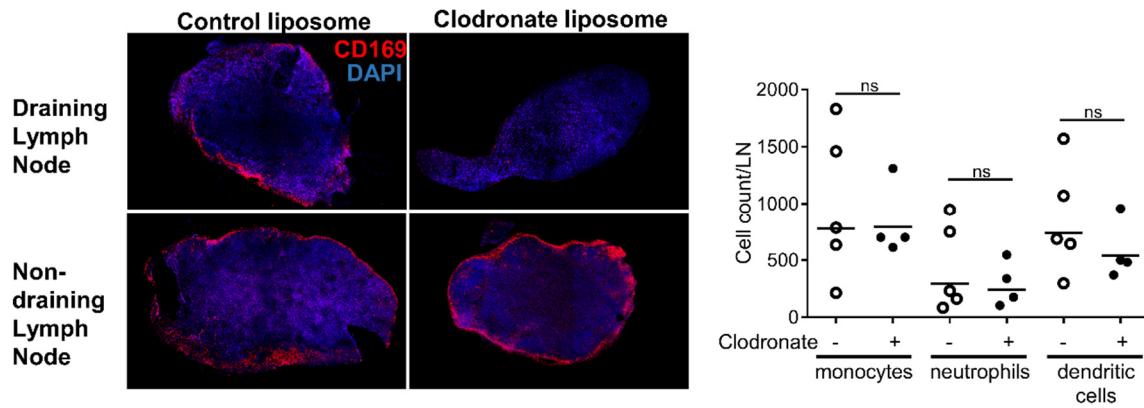 Control liposome
Clodronate liposome
CD169
DAPI
Draining
Lymph
Node
Non-
draining
Lymph
Node
Cell count/LN
2000
1500
1000
500
0
ns
ns
ns
Clodronate - + - + - +
monocytes neutrophils dendritic
cells